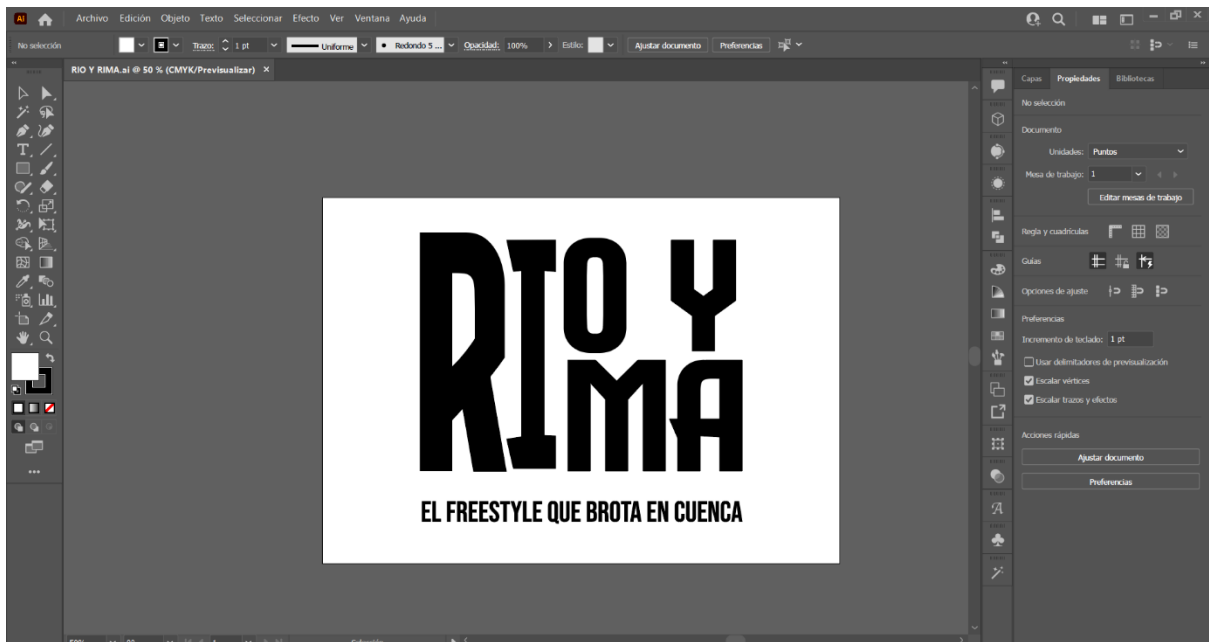 Ai Archivo Edición Objeto Texto Seleccionar Efecto Ver Ventana Ayuda
No selección Trazo: 1 pt Uniforme Redondo 5 ... Opacidad: 100% Estilo: Ajustar documento Preferencias
RIO Y RIMA.ai @ 50 % (CMYK/Previsualizar) ×
RIO Y
RIMA
EL FREESTYLE QUE BROTA EN CUENCA
Capas Propiedades Bibliotecas
No selección
Documento
Unidades: Puntos
Mesa de trabajo: 1
Editar mesas de trabajo
Regla y cuadrículas
Guías
Opciones de ajuste
Preferencias
Incremento de teclado: 1 pt
Usar delimitadores de previsualización
Escalar vértices
Escalar trazos y efectos
Acciones rápidas
Ajustar documento
Preferencias